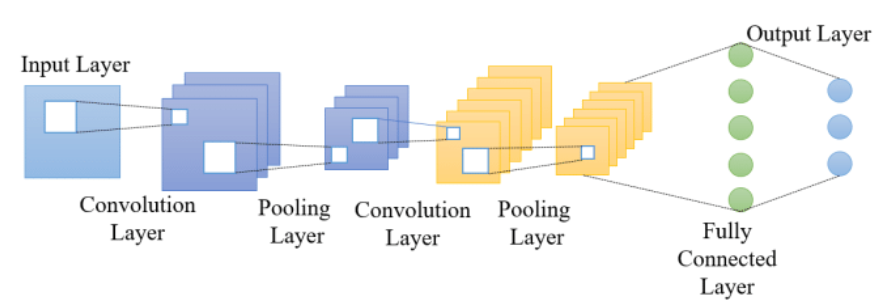 Output Layer
Input Layer
Convolution
Layer
Pooling
Layer
Convolution
Layer
Pooling
Layer
Fully
Connected
Layer